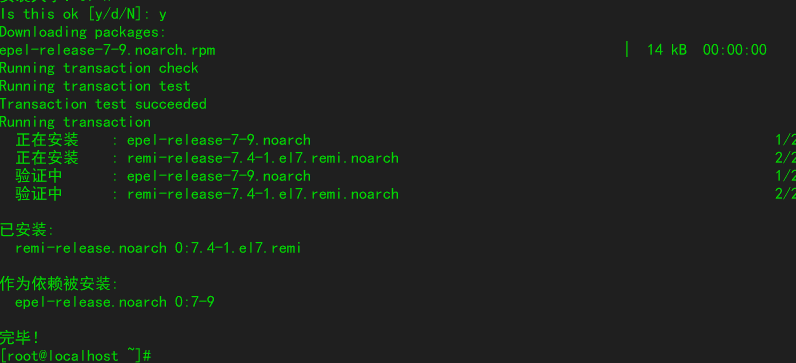 Is this ok [y/d/N]: y
Downloading packages:
epel-release-7-9.noarch.rpm | 14 kB 00:00:00
Running transaction check
Running transaction test
Transaction test succeeded
Running transaction
正在安装 : epel-release-7-9.noarch 1/2
正在安装 : remi-release-7.4-1.el7.remi.noarch 2/2
验证中 : epel-release-7-9.noarch 1/2
验证中 : remi-release-7.4-1.el7.remi.noarch 2/2
已安装:
remi-release.noarch 0:7.4-1.el7.remi
作为依赖被安装:
epel-release.noarch 0:7-9
完毕!
[root@localhost ~]#